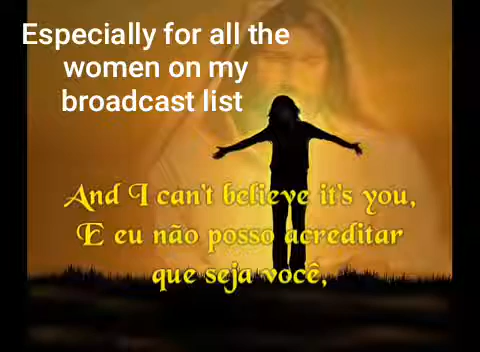 Especially for all the
women on my
broadcast list
And I can't believe it's you,
E eu não posso acreditar
que seja você,